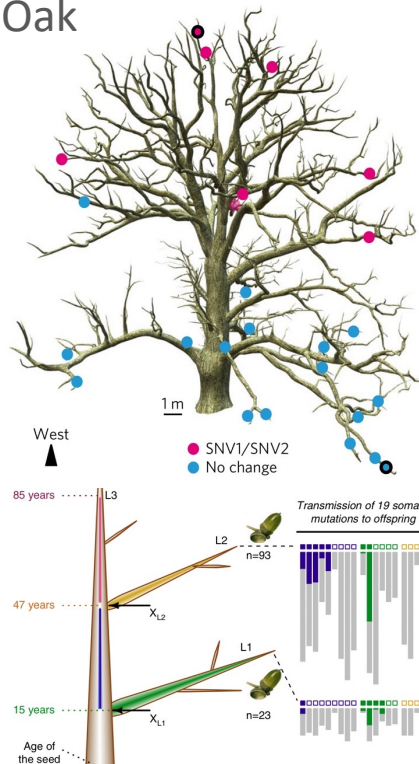 Oak
1 m
West
SNV1/SNV2
No change
85 years
L3
Transmission of 19 soma
mutations to offspring
L2
n=93
47 years
XL2
L1
15 years
XL1
n=23
Age of
the seed